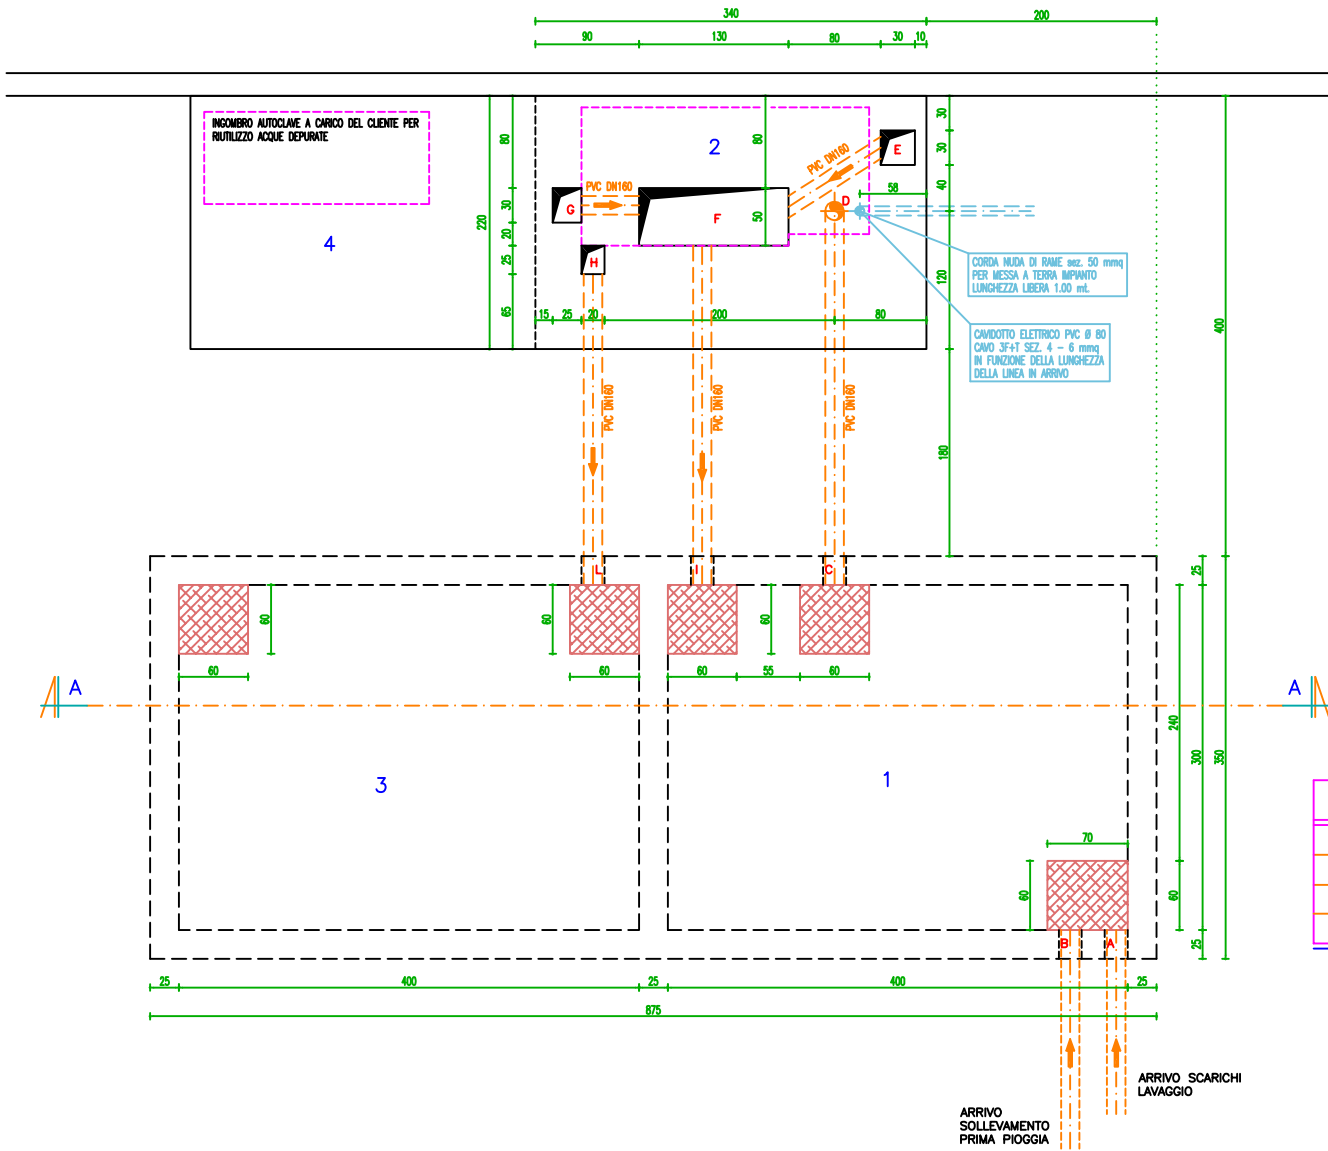 340
200
90
130
80
30
10
INGOMBRO AUTOCLAVE A CARICO DEL CLIENTE PER
RIUTILIZZO ACQUE DEPURATE
4
220
80
30
20
25
65
2
80
50
PVC DN160
PVC DN160
E
G
F
D
H
58
30
30
40
120
180
400
CORDA NUDA DI RAME sez. 50 mmq
PER MESSA A TERRA IMPIANTO
LUNGHEZZA LIBERA 1.00 mt.
CAVIDOTTO ELETTRICO PVC Ø 80
CAVO 3F+T SEZ. 4 - 6 mmq
IN FUNZIONE DELLA LUNGHEZZA
DELLA LINEA IN ARRIVO
15
25
20
200
80
PVC DN160
PVC DN160
PVC DN160
L
I
C
25
60
60
60
60
60
60
55
60
A
A
240
300
350
3
1
70
60
60
25
B
A
25
400
25
400
25
875
ARRIVO SCARICHI
LAVAGGIO
ARRIVO
SOLLEVAMENTO
PRIMA PIOGGIA